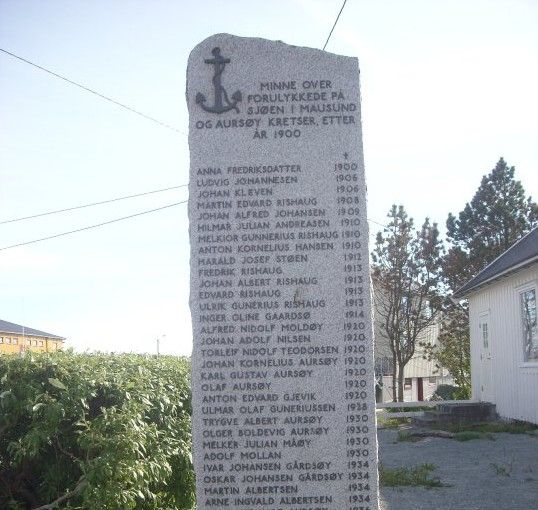 MINNE OVER
FORULYKKEDE PÅ
SJØEN I MAUSUND
OG AURSØY KRETSER, ETTER
ÅR 1900
ANNA FREDRIKSDATTER 1900
LUDVIG JOHANNESEN 1906
JOHAN KLEVEN 1906
MARTIN EDVARD RISHAUG 1908
JOHAN ALFRED JOHANSEN 1909
HILMAR JULIAN ANDREASEN 1910
MELKIOR GUNNERIUS RISHAUG 1910
ANTON KORNELIUS HANSEN 1910
HARALD JOSEF STØEN 1912
FREDRIK RISHAUG 1913
JOHAN ALBERT RISHAUG 1913
EDVARD RISHAUG 1913
ULRIK GUNERIUS RISHAUG 1913
INGER OLINE GAARDSØ 1914
ALFRED NIDOLF MOLDØY 1920
JOHAN ADOLF NILSEN 1920
TORLEIF NIDOLF TEODORSEN 1920
JOHAN KORNELIUS AURSØY 1920
KARL GUSTAV AURSØY 1920
OLAF AURSØY 1920
ANTON EDVARD GJEVIK 1920
ULMAR OLAF GUNERIUSSEN 1928
TRYGVE ALBERT AURSØY 1930
OLGER BOLDEVIG AURSØY 1930
MELKER JULIAN MÅØY 1930
ADOLF MOLLAN 1930
IVAR JOHANSEN GÅRDSØY 1934
OSKAR JOHANSEN GÅRDSØY 1934
MARTIN ALBERTSEN 1934
ARNE INGVALD ALBERTSEN 1934